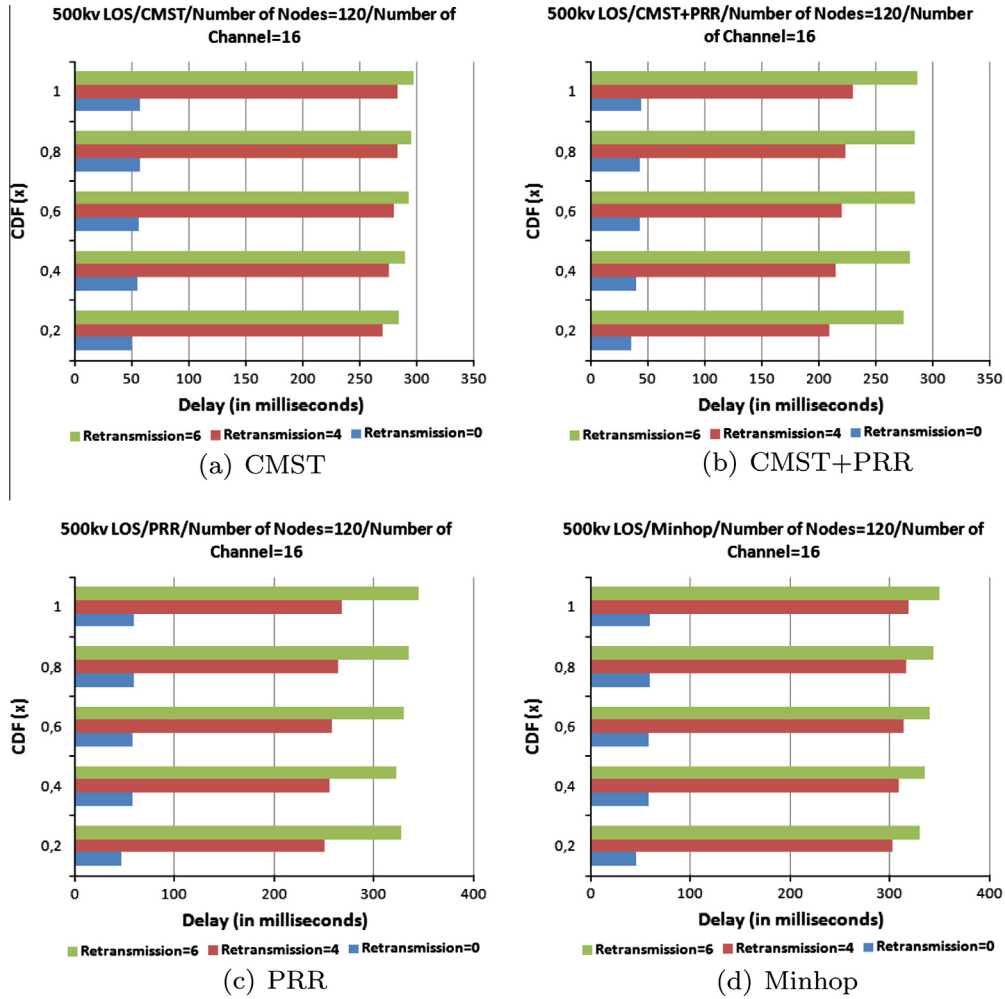 500kv LOS/CMST/Number of Nodes=120/Number of
Channel=16
CDF (x)
1
0,8
0,6
0,4
0,2
0 50 100 150 200 250 300 350
Delay (in milliseconds)
Retransmission=6 Retransmission=4 Retransmission=0
(a) CMST
500kv LOS/CMST+PRR/Number of Nodes=120/Number
of Channel=16
CDF (x)
1
0,8
0,6
0,4
0,2
0 50 100 150 200 250 300 350
Delay (in milliseconds)
Retransmission=6 Retransmission=4 Retransmission=0
(b) CMST+PRR
500kv LOS/PRR/Number of Nodes=120/Number of
Channel=16
CDF (x)
1
0,8
0,6
0,4
0,2
0 100 200 300 400
Delay (in milliseconds)
Retransmission=6 Retransmission=4 Retransmission=0
(c) PRR
500kv LOS/Minhop/Number of Nodes=120/Number of
Channel=16
CDF (x)
1
0,8
0,6
0,4
0,2
0 100 200 300 400
Delay (in milliseconds)
Retransmission=6 Retransmission=4 Retransmission=0
(d) Minhop